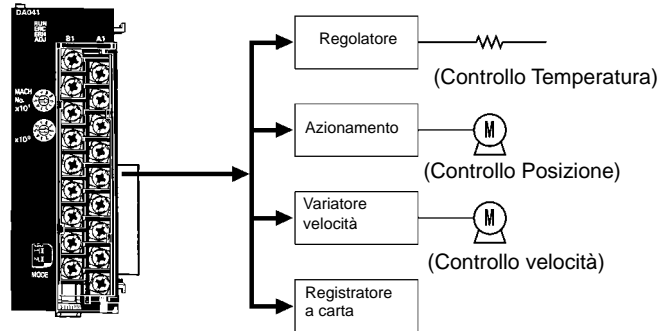 DA041
RUN
ERC
ERH
ADJ
B1 A1
MACH
No.
x10¹
x10⁰
MODE
Regolatore
(Controllo Temperatura)
Azionamento
M
(Controllo Posizione)
Variatore
velocità
M
(Controllo velocità)
Registratore
a carta